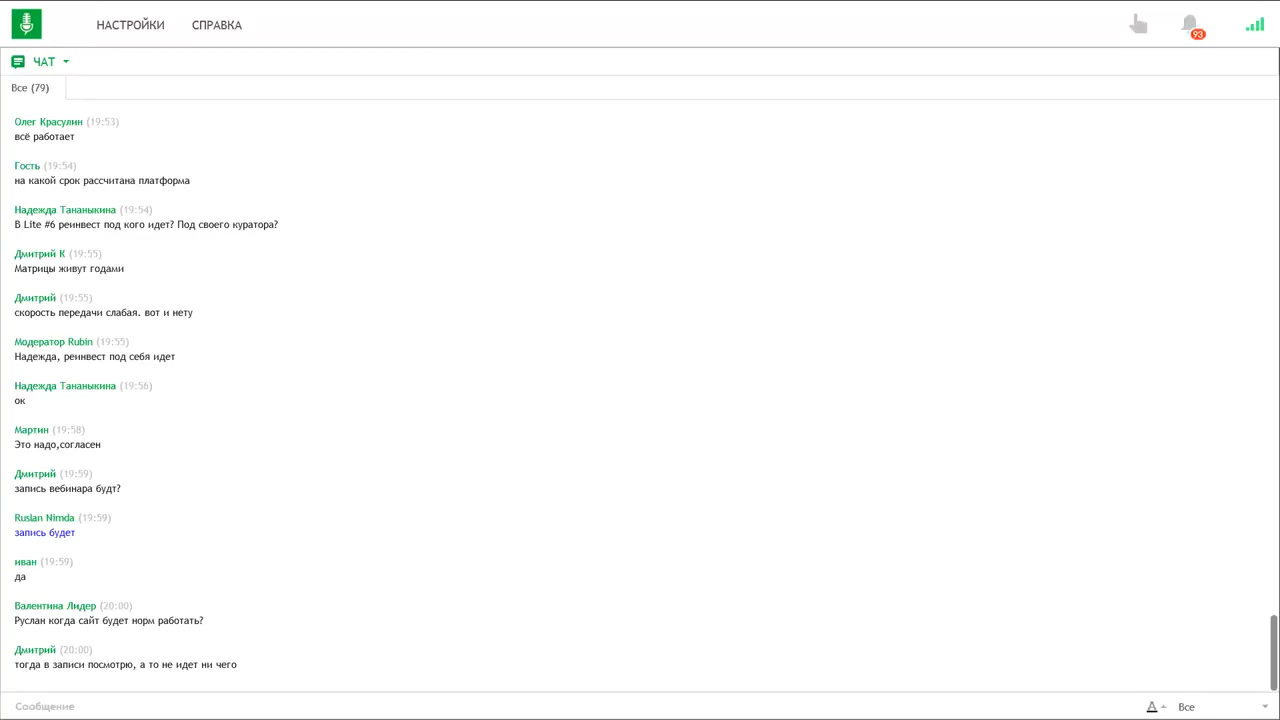 НАСТРОЙКИ СПРАВКА
93
ЧАТ
Все (79)
Олег Красулин (19:53)
всё работает
Гость (19:54)
на какой срок рассчитана платформа
Надежда Тананыкина (19:54)
В Lite #6 реинвест под кого идет? Под своего куратора?
Дмитрий К (19:55)
Матрицы живут годами
Дмитрий (19:55)
скорость передачи слабая. вот и нету
Модератор Rubin (19:55)
Надежда, реинвест под себя идет
Надежда Тананыкина (19:56)
ок
Мартин (19:58)
Это надо,согласен
Дмитрий (19:59)
запись вебинара будт?
Ruslan Nimda (19:59)
запись будет
иван (19:59)
да
Валентина Лидер (20:00)
Руслан когда сайт будет норм работать?
Дмитрий (20:00)
тогда в записи посмотрю, а то не идет ни чего
Сообщение A Все